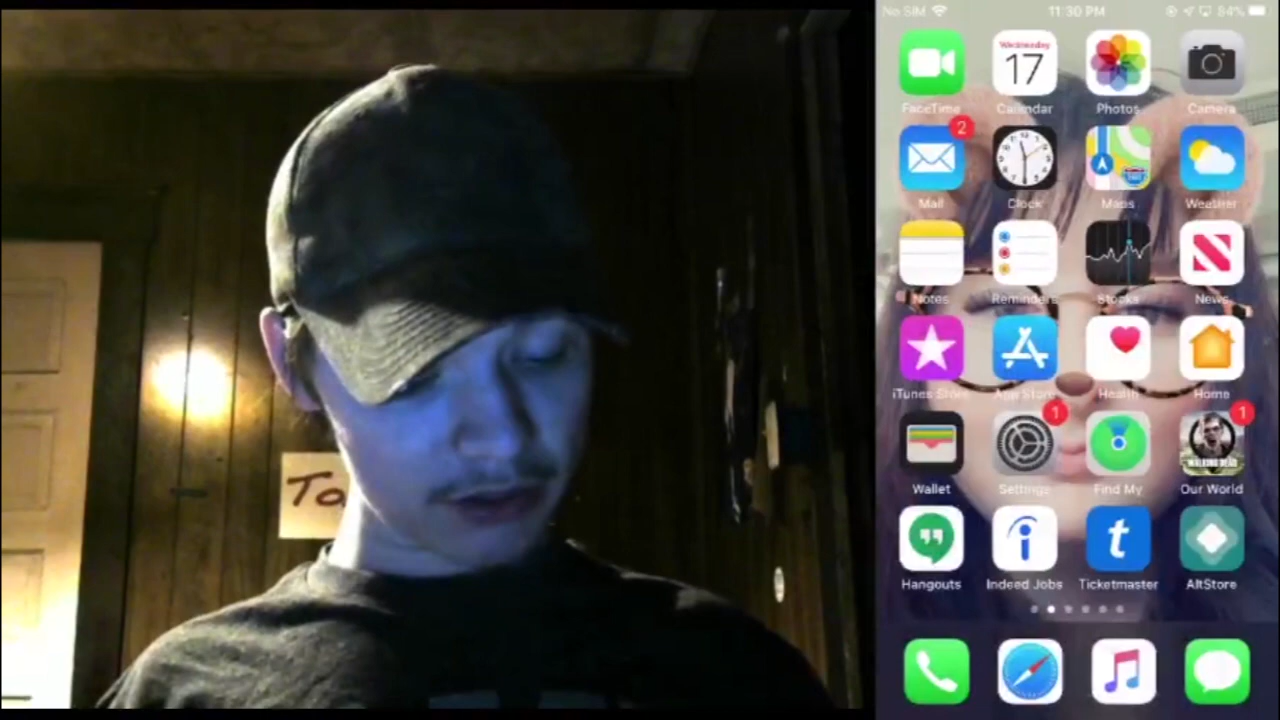 To
No SIM 11:30 PM 84%
Wednesday
17
FaceTime Calendar Photos Camera
2
Mail Clock Maps Weather
Notes Reminders Stocks News
iTunes Store App Store Health Home
1 1
WALKING DEAD
Wallet Settings Find My Our World
t
Hangouts Indeed Jobs Ticketmaster AltStore